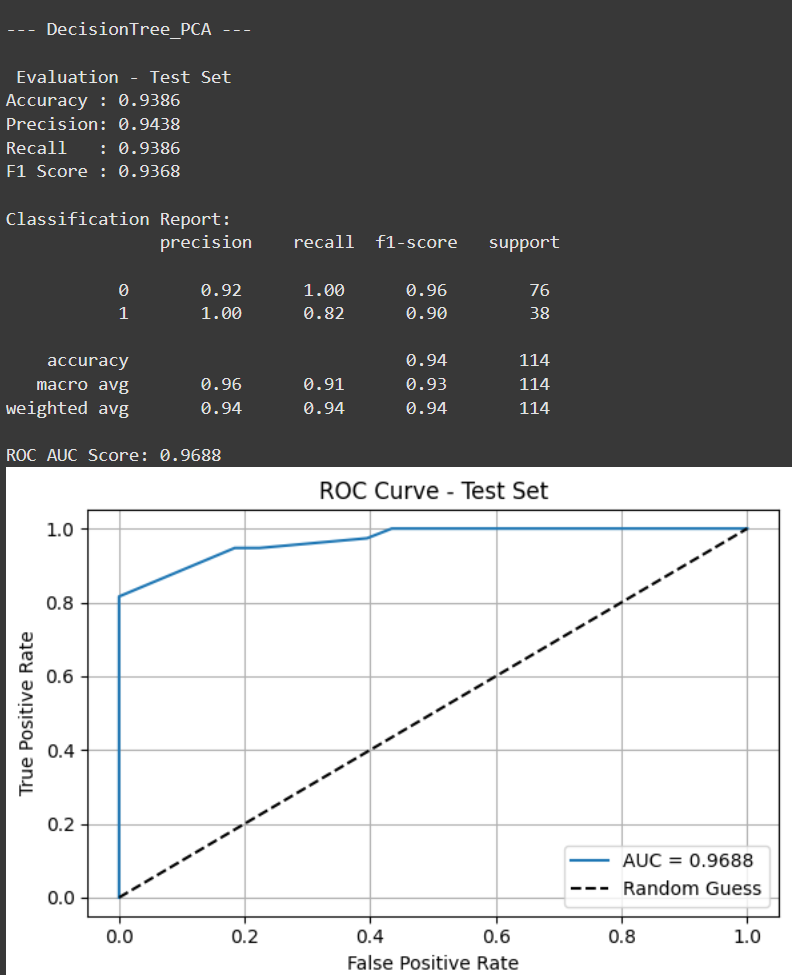 --- DecisionTree_PCA ---
Evaluation - Test Set
Accuracy : 0.9386
Precision: 0.9438
Recall   : 0.9386
F1 Score : 0.9368
Classification Report:
precision    recall  f1-score   support
0       0.92      1.00      0.96        76
1       1.00      0.82      0.90        38
accuracy                           0.94       114
macro avg       0.96      0.91      0.93       114
weighted avg       0.94      0.94      0.94       114
ROC AUC Score: 0.9688
ROC Curve - Test Set
1.0
0.8
0.6
0.4
0.2
0.0
True Positive Rate
AUC = 0.9688
Random Guess
0.0 0.2 0.4 0.6 0.8 1.0
False Positive Rate